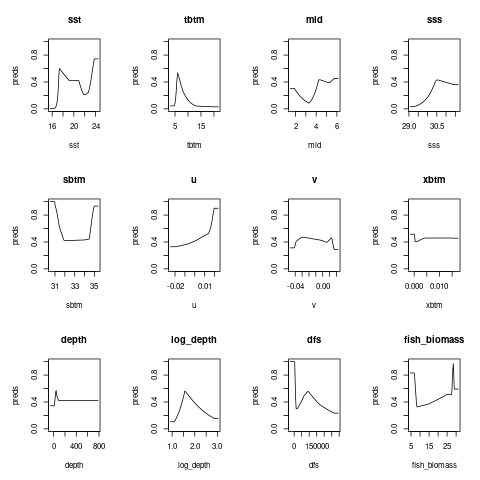 sst tbtm mld sss
preds 0.0 0.4 0.8 preds 0.0 0.4 0.8 preds 0.0 0.4 0.8 preds 0.0 0.4 0.8
16 20 24 5 15 2 4 6 29.0 30.5
sst tbtm mld sss
sbtm u v xbtm
preds 0.0 0.4 0.8 preds 0.0 0.4 0.8 preds 0.0 0.4 0.8 preds 0.0 0.4 0.8
31 33 35 -0.02 0.01 -0.04 0.00 0.000 0.010
sbtm u v xbtm
depth log_depth dfs fish_biomass
preds 0.0 0.4 0.8 preds 0.0 0.4 0.8 preds 0.0 0.4 0.8 preds 0.0 0.4 0.8
0 400 800 1.0 2.0 3.0 0 150000 5 15 25
depth log_depth dfs fish_biomass